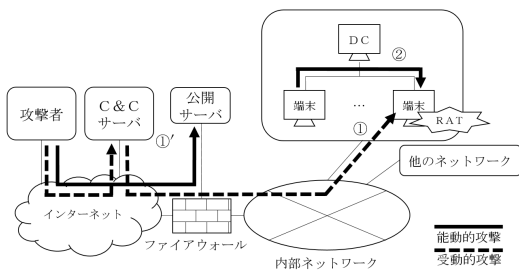 DC
②
端末
…
端末
RAT
攻撃者
C&C
サーバ
公開
サーバ
①′
①
他のネットワーク
インターネット
ファイアウォール
内部ネットワーク
能動的攻撃
受動的攻撃